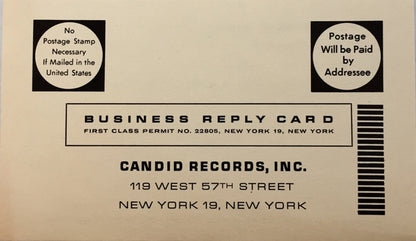 No
Postage Stamp
Necessary
If Mailed in the
United States
Postage
Will be Paid
by
Addressee
BUSINESS REPLY CARD
FIRST CLASS PERMIT NO. 22805, NEW YORK 19, NEW YORK
CANDID RECORDS, INC.
119 WEST 57TH STREET
NEW YORK 19, NEW YORK